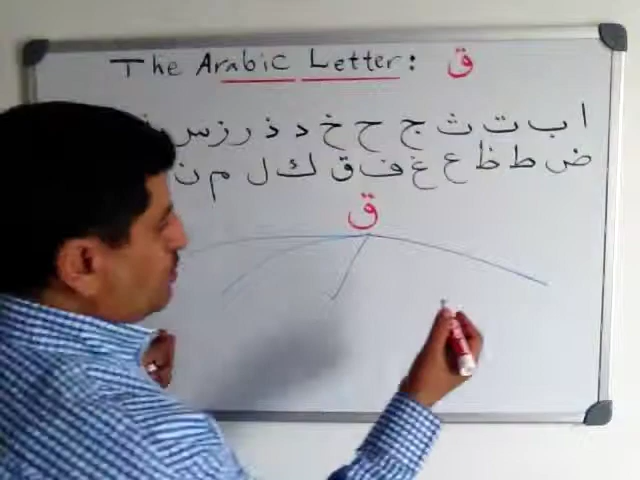 The Arabic Letter: ق
ا ب ت ث ج ح خ د ذ ر ز س
ض ط ظ ع غ ف ق ك ل م ن
ق